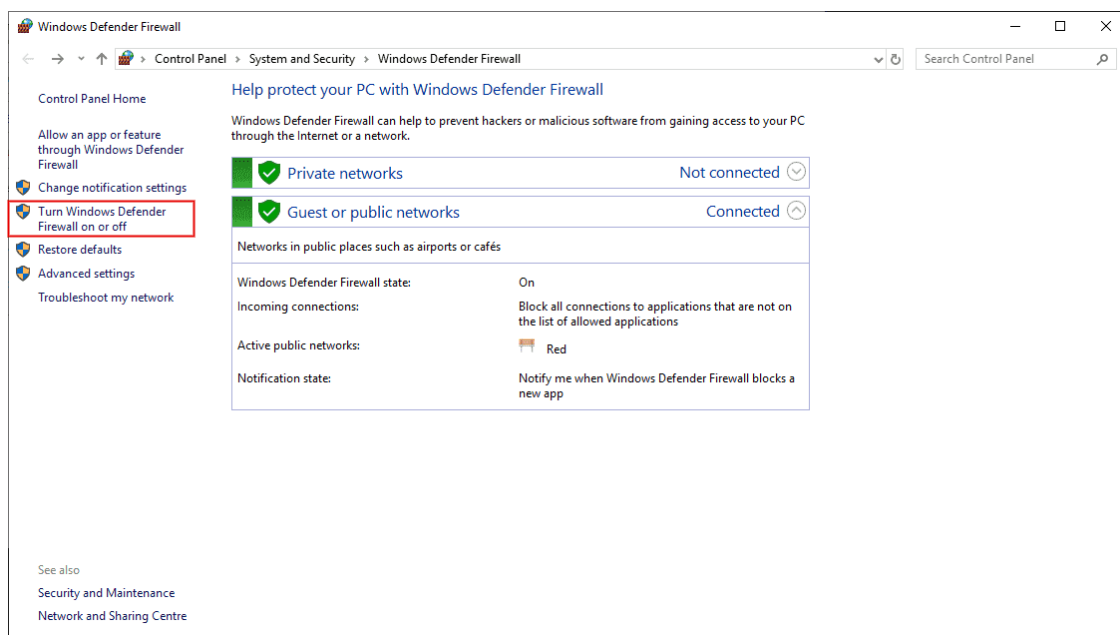 Windows Defender Firewall
Control Panel > System and Security > Windows Defender Firewall
Search Control Panel
Control Panel Home
Allow an app or feature
through Windows Defender
Firewall
Change notification settings
Turn Windows Defender
Firewall on or off
Restore defaults
Advanced settings
Troubleshoot my network
Help protect your PC with Windows Defender Firewall
Windows Defender Firewall can help to prevent hackers or malicious software from gaining access to your PC
through the Internet or a network.
Private networks Not connected
Guest or public networks Connected
Networks in public places such as airports or cafés
Windows Defender Firewall state: On
Incoming connections: Block all connections to applications that are not on
the list of allowed applications
Active public networks: Red
Notification state: Notify me when Windows Defender Firewall blocks a
new app
See also
Security and Maintenance
Network and Sharing Centre